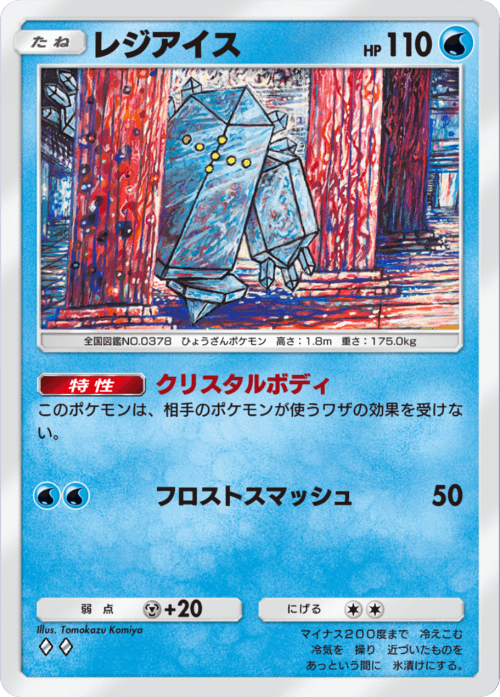 たね レジアイス HP 110
全国図鑑NO.0378 ひょうざんポケモン 高さ：1.8m 重さ：175.0kg
特性 クリスタルボディ
このポケモンは、相手のポケモンが使うワザの効果を受けな
い。
フロストスマッシュ 50
弱点 +20 にげる
Illus. Tomokazu Komiya
マイナス２００度まで 冷えこむ
冷気を 操り 近づいたものを
あっという間に 氷漬けにする。